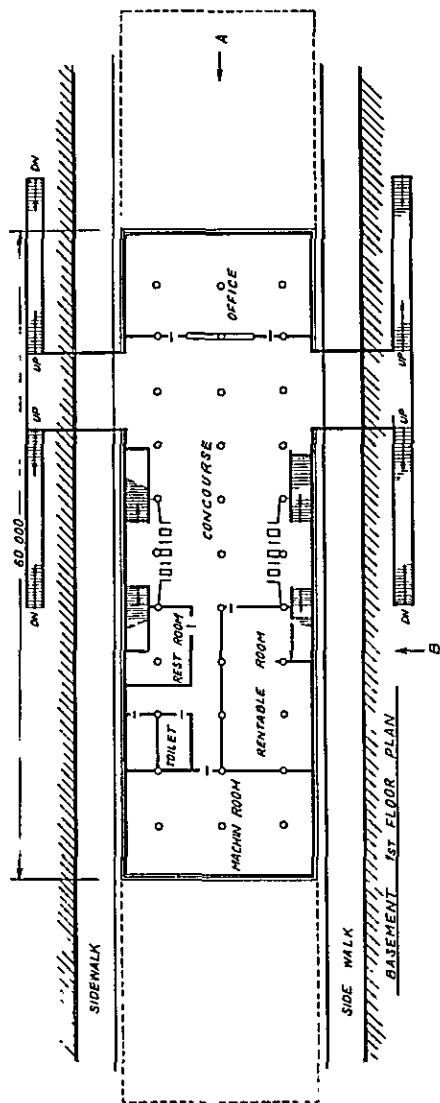 SIDEWALK
60 000
DN
UP
UP
DN
MACHIN ROOM
TOILET
REST ROOM
RENTABLE ROOM
CONCOURSE
OFFICE
A
DN
UP
UP
DN
SIDE WALK
B
BASEMENT 1ST FLOOR PLAN